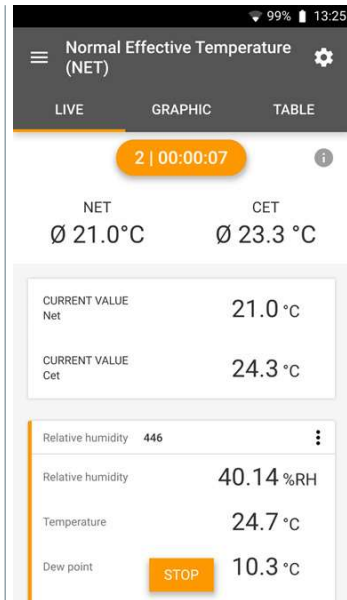 99% 13:25
Normal Effective Temperature
(NET)
LIVE GRAPHIC TABLE
2 | 00:00:07
NET CET
Ø 21.0°C Ø 23.3 °C
CURRENT VALUE
Net
21.0 °C
CURRENT VALUE
Cet
24.3 °C
Relative humidity 446
Relative humidity 40.14 %RH
Temperature 24.7 °C
Dew point 10.3 °C
STOP